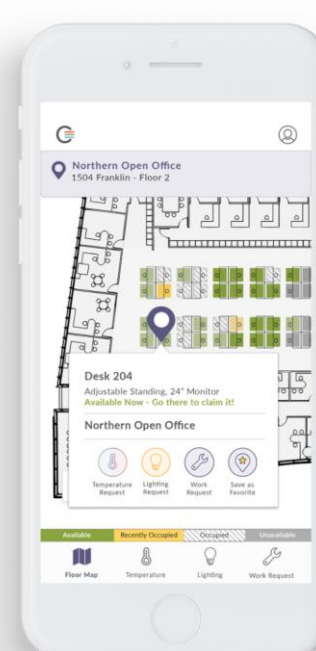 Northern Open Office
1504 Franklin - Floor 2
Desk 204
Adjustable Standing, 24" Monitor
Available Now - Go there to claim it!
Northern Open Office
Temperature Request
Lighting Request
Work Request
Save as Favorite
Available Recently Occupied Occupied Unavailable
Floor Map Temperature Lighting Work Request